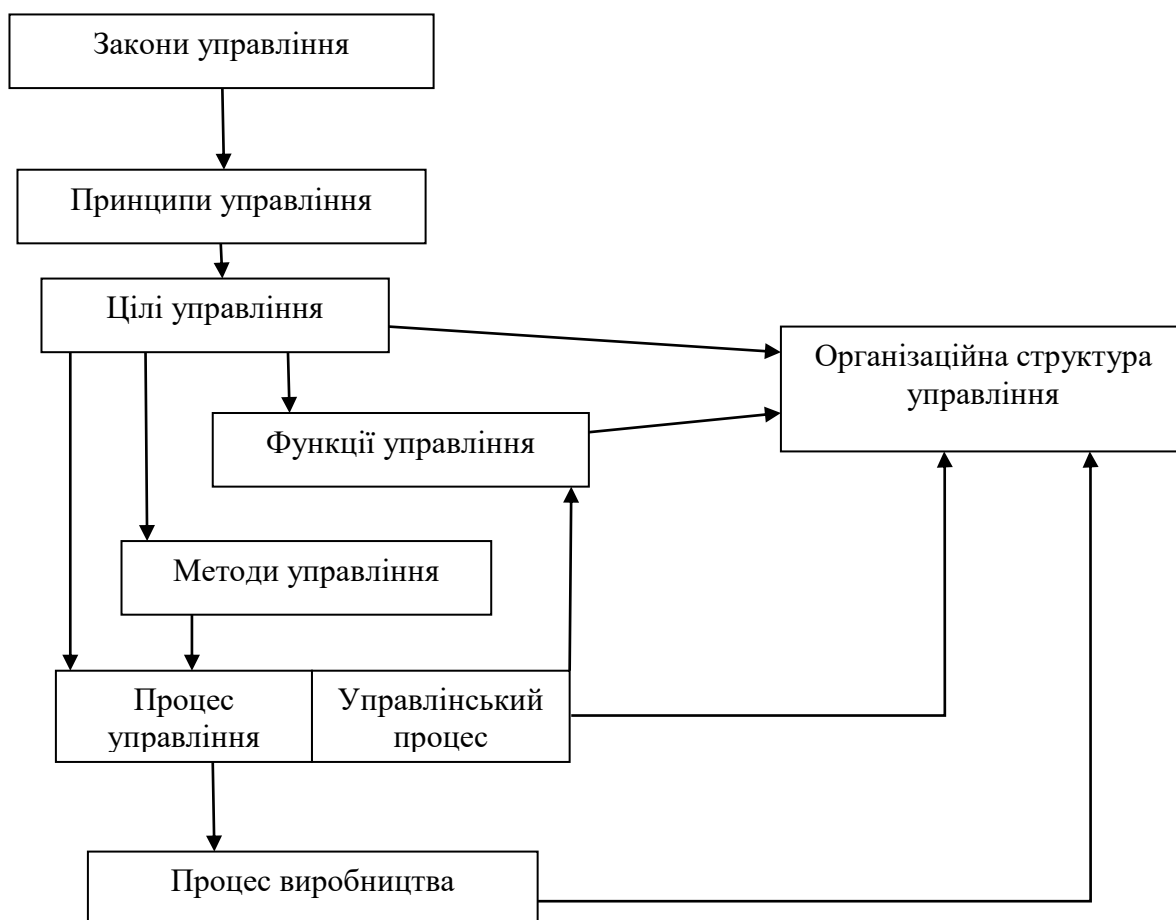 Закони управління
Принципи управління
Цілі управління
Організаційна структура
управління
Функції управління
Методи управління
Процес
управління
Управлінський
процес
Процес виробництва